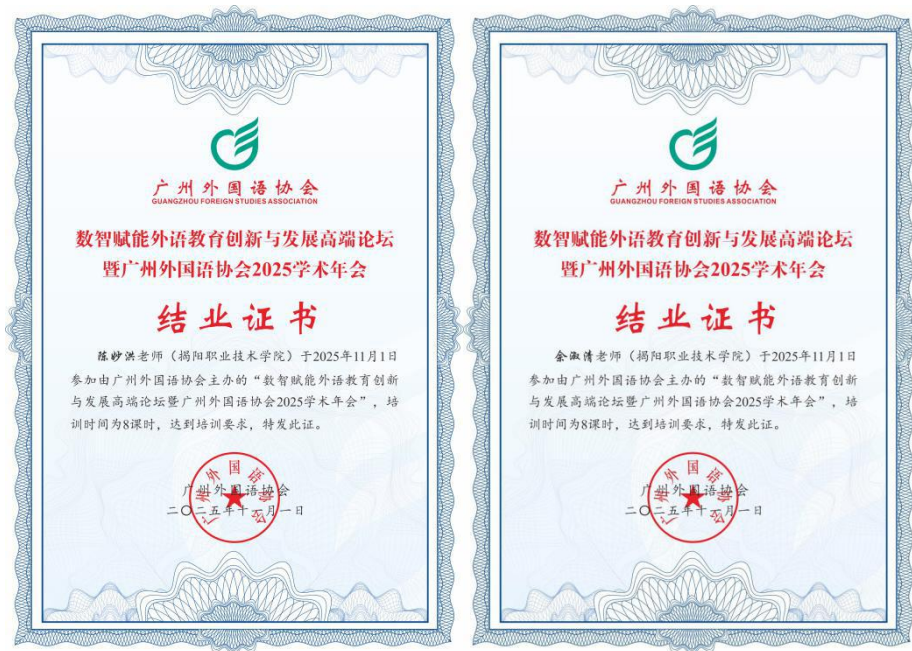 广州外国语协会
GUANGZHOU FOREIGN STUDIES ASSOCIATION
数智赋能外语教育创新与发展高端论坛
暨广州外国语协会2025学术年会
结业证书
陈妙洪老师（揭阳职业技术学院）于2025年11月1日
参加由广州外国语协会主办的“数智赋能外语教育创新
与发展高端论坛暨广州外国语协会2025学术年会”，培
训时间为8课时，达到培训要求，特发此证。
广州外国语协会
广州外国语协会
二〇二五年十一月一日
广州外国语协会
GUANGZHOU FOREIGN STUDIES ASSOCIATION
数智赋能外语教育创新与发展高端论坛
暨广州外国语协会2025学术年会
结业证书
佘淑清老师（揭阳职业技术学院）于2025年11月1日
参加由广州外国语协会主办的“数智赋能外语教育创新
与发展高端论坛暨广州外国语协会2025学术年会”，培
训时间为8课时，达到培训要求，特发此证。
广州外国语协会
广州外国语协会
二〇二五年十一月一日